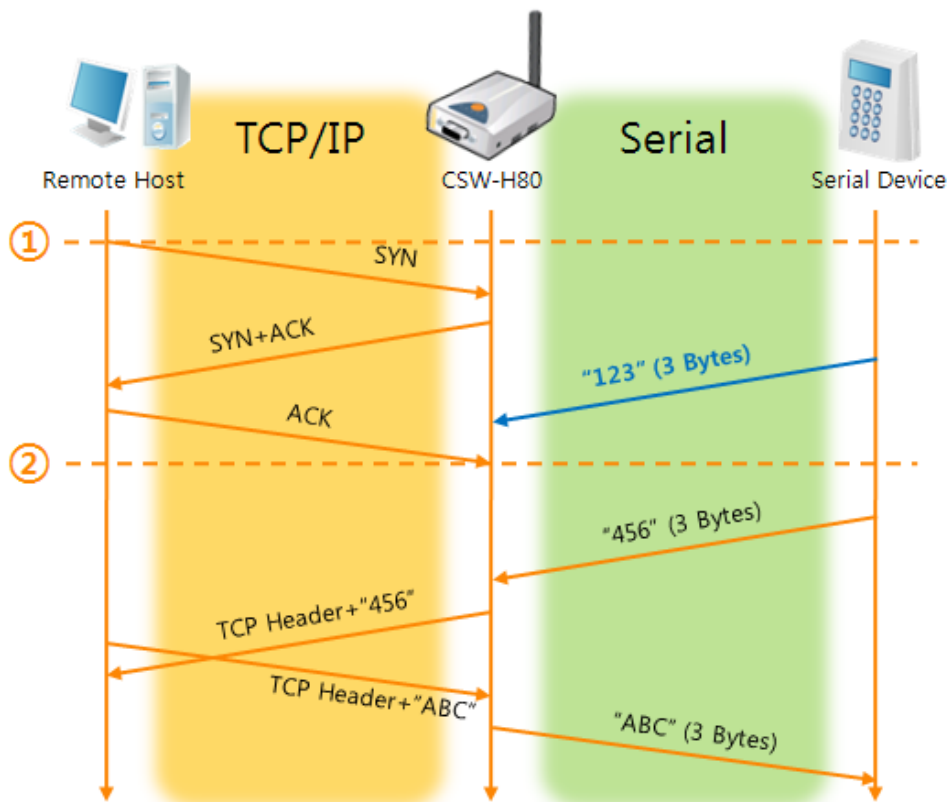 TCP/IP
Serial
Remote Host
CSW-H80
Serial Device
①
SYN
SYN+ACK
“123” (3 Bytes)
ACK
②
“456” (3 Bytes)
TCP Header+“456”
TCP Header+“ABC”
“ABC” (3 Bytes)